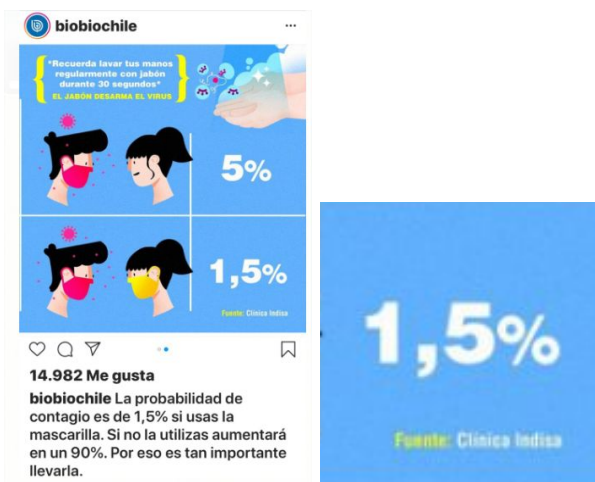 biobiochile
"Recuerda lavar tus manos
regularmente con jabón
durante 30 segundos"
EL JABÓN DESARMA EL VIRUS
5%
1,5%
Fuente: Clínica Indisa
14.982 Me gusta
biobiochile La probabilidad de
contagio es de 1,5% si usas la
mascarilla. Si no la utilizas aumentará
en un 90%. Por eso es tan importante
llevarla.
1,5%
Fuente: Clínica Indisa